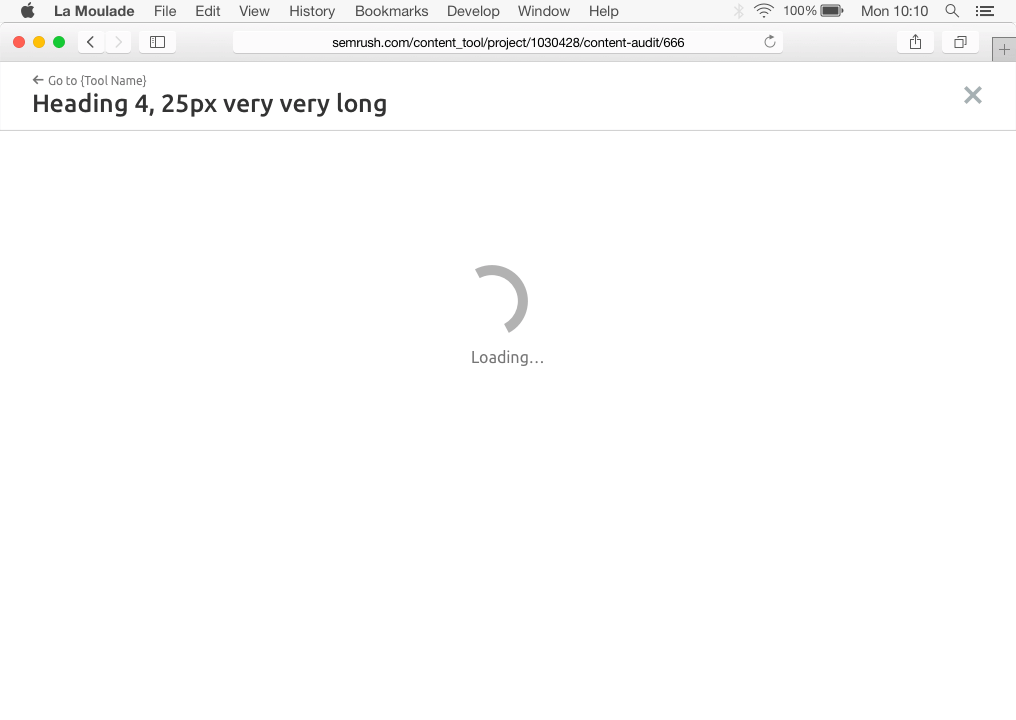 La Moulade File Edit View History Bookmarks Develop Window Help 100% Mon 10:10
semrush.com/content_tool/project/1030428/content-audit/666
Go to {Tool Name}
Heading 4, 25px very very long
Loading...